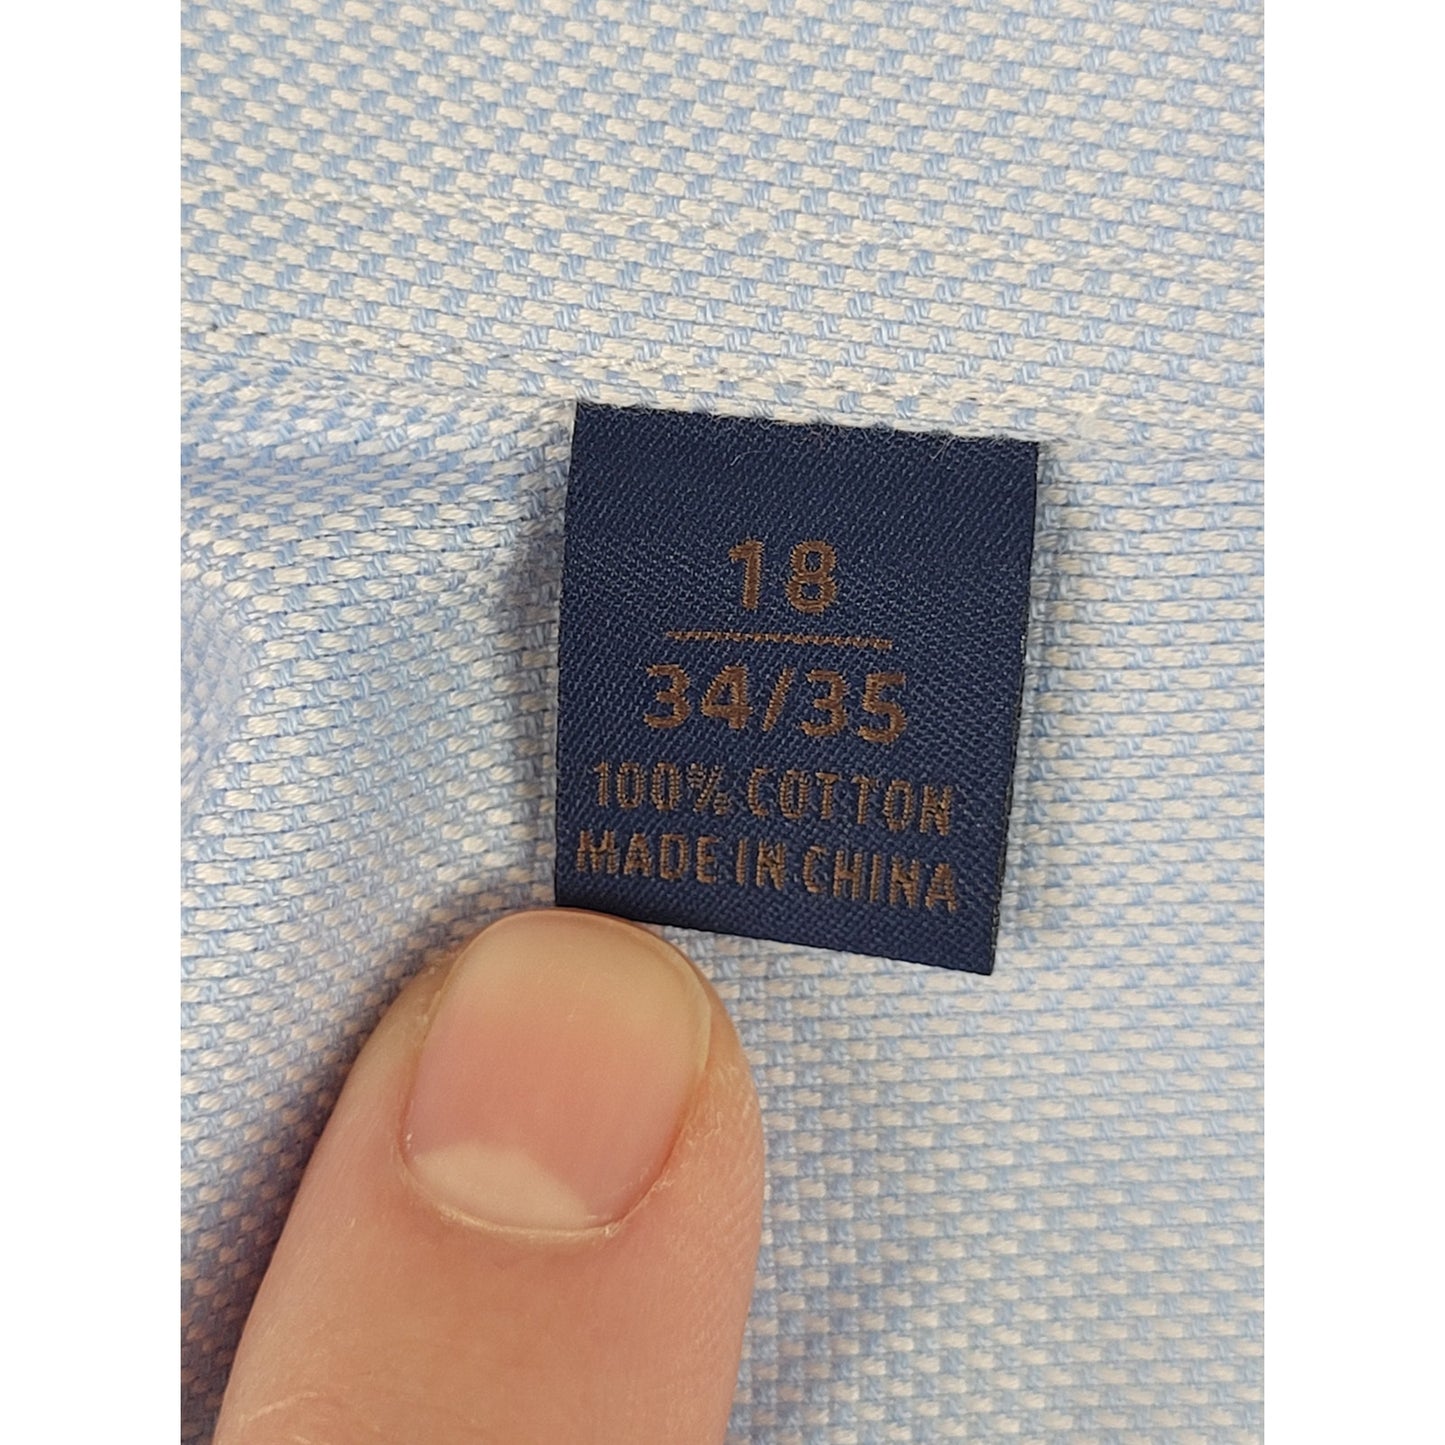 18
34/35
100% COTTON
MADE IN CHINA